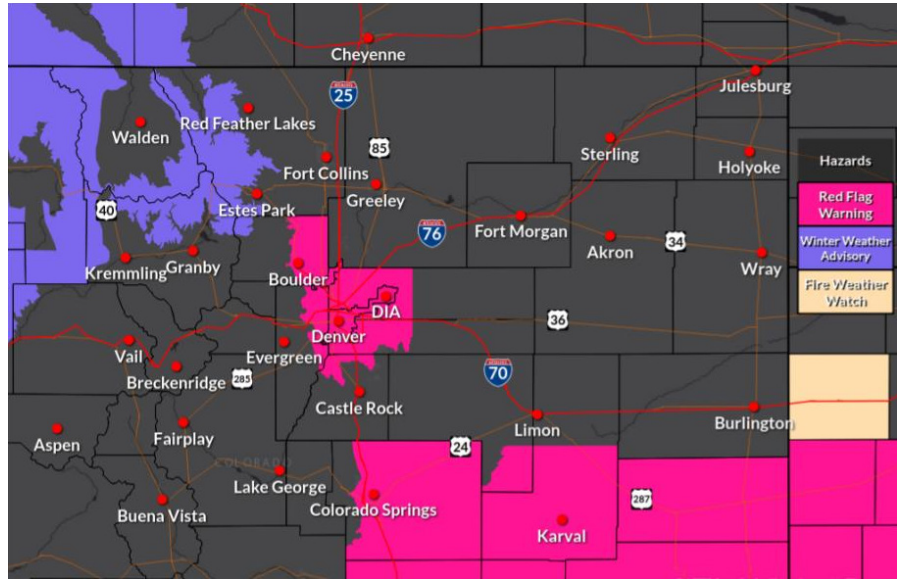 Cheyenne
25
Julesburg
Walden
Red Feather Lakes
85
Sterling
Holyoke
Hazards
Fort Collins
Greeley
Red Flag
Warning
40
Estes Park
76
Fort Morgan
Akron
34
Wray
Winter Weather
Advisory
Kremmling
Granby
Boulder
Fire Weather
Watch
DIA
Denver
36
Vail
Evergreen
Breckenridge
285
70
Castle Rock
Limon
Burlington
Aspen
Fairplay
24
COLORADO
Lake George
Colorado Springs
287
Buena Vista
Karval